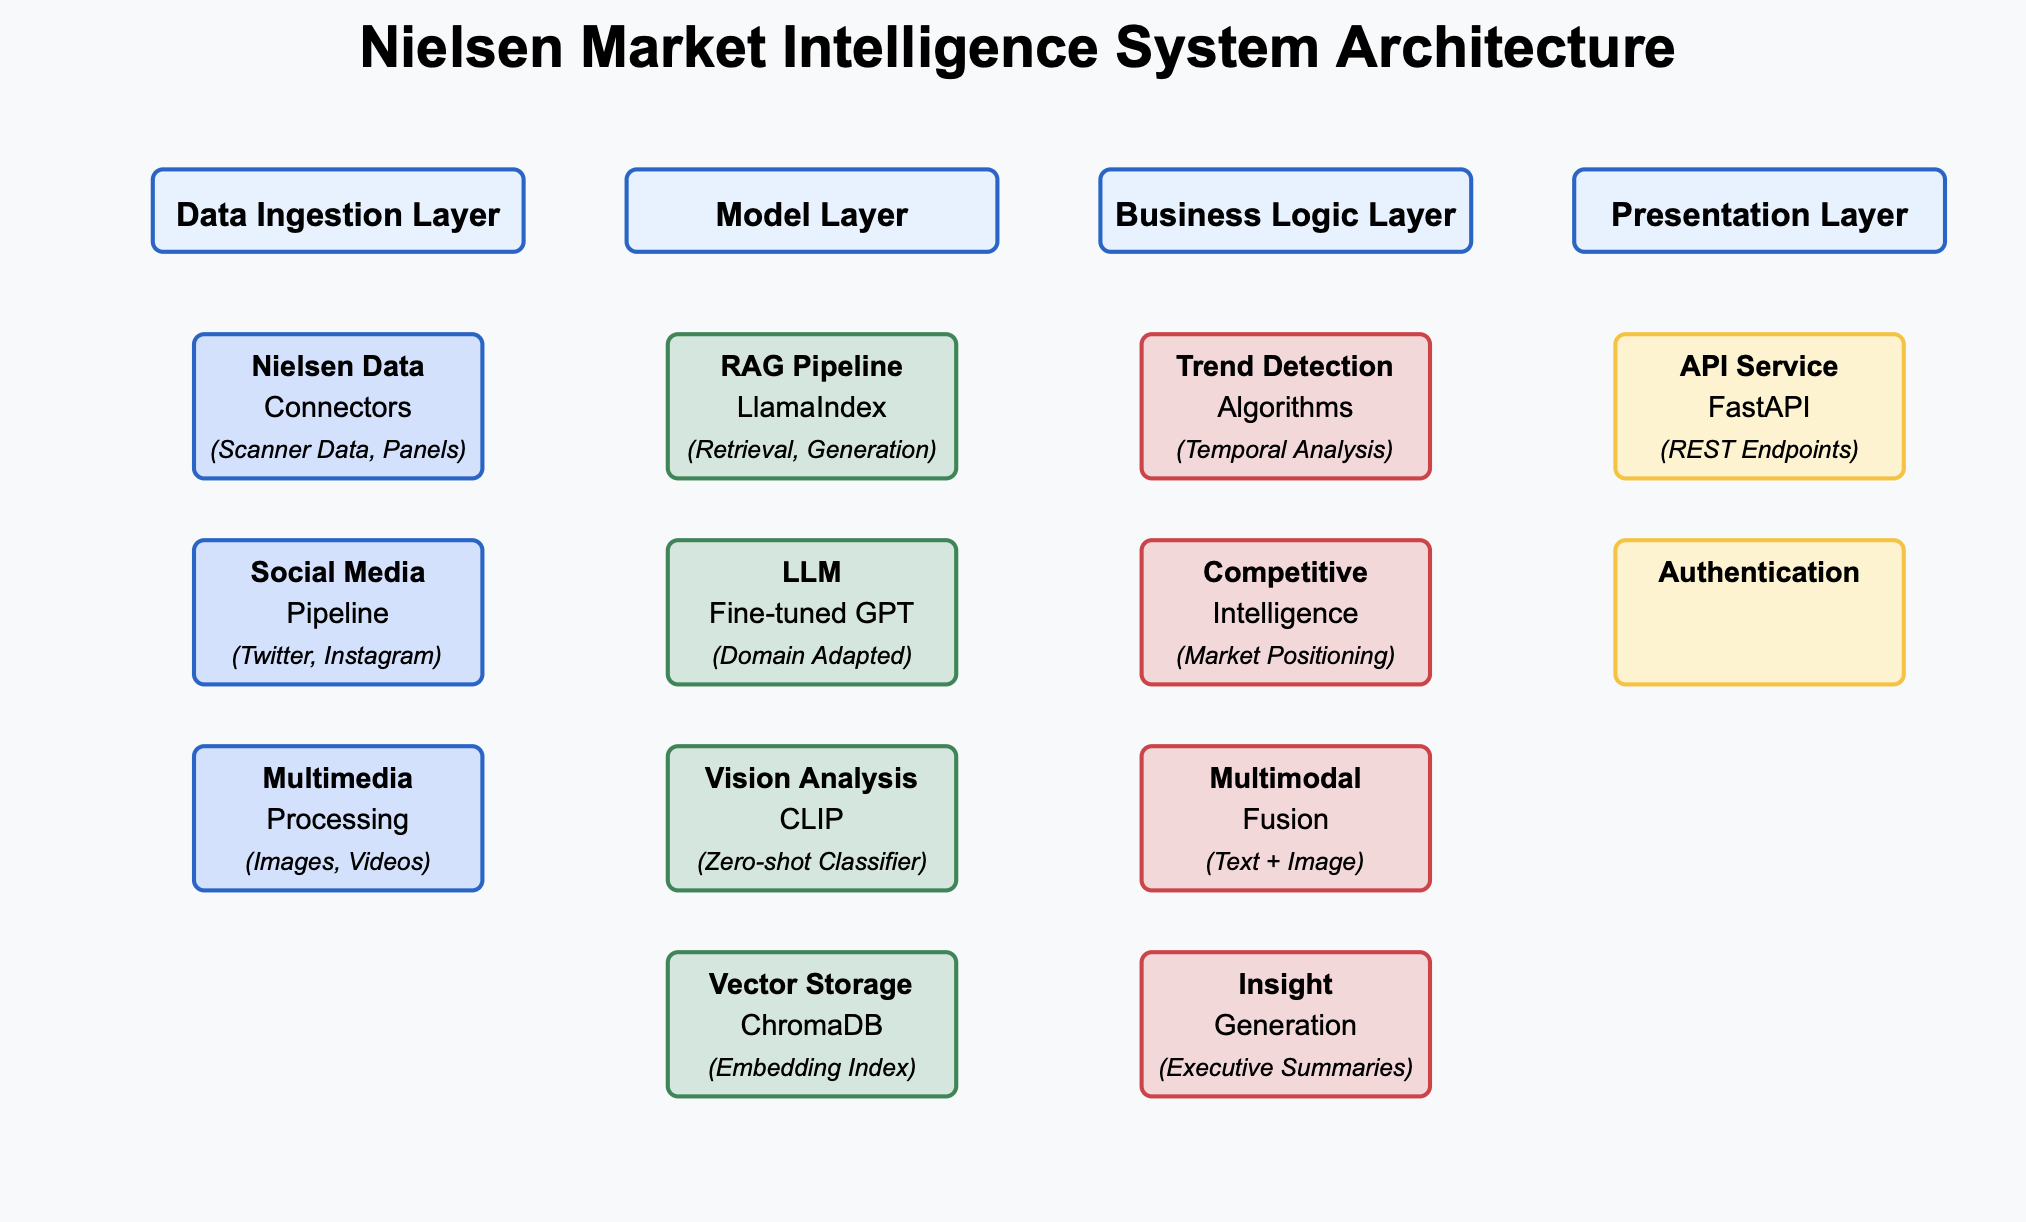 Nielsen Market Intelligence System Architecture
Data Ingestion Layer
Nielsen Data
Connectors
(Scanner Data, Panels)
Social Media
Pipeline
(Twitter, Instagram)
Multimedia
Processing
(Images, Videos)
Model Layer
RAG Pipeline
LlamaIndex
(Retrieval, Generation)
LLM
Fine-tuned GPT
(Domain Adapted)
Vision Analysis
CLIP
(Zero-shot Classifier)
Vector Storage
ChromaDB
(Embedding Index)
Business Logic Layer
Trend Detection
Algorithms
(Temporal Analysis)
Competitive
Intelligence
(Market Positioning)
Multimodal
Fusion
(Text + Image)
Insight
Generation
(Executive Summaries)
Presentation Layer
API Service
FastAPI
(REST Endpoints)
Authentication